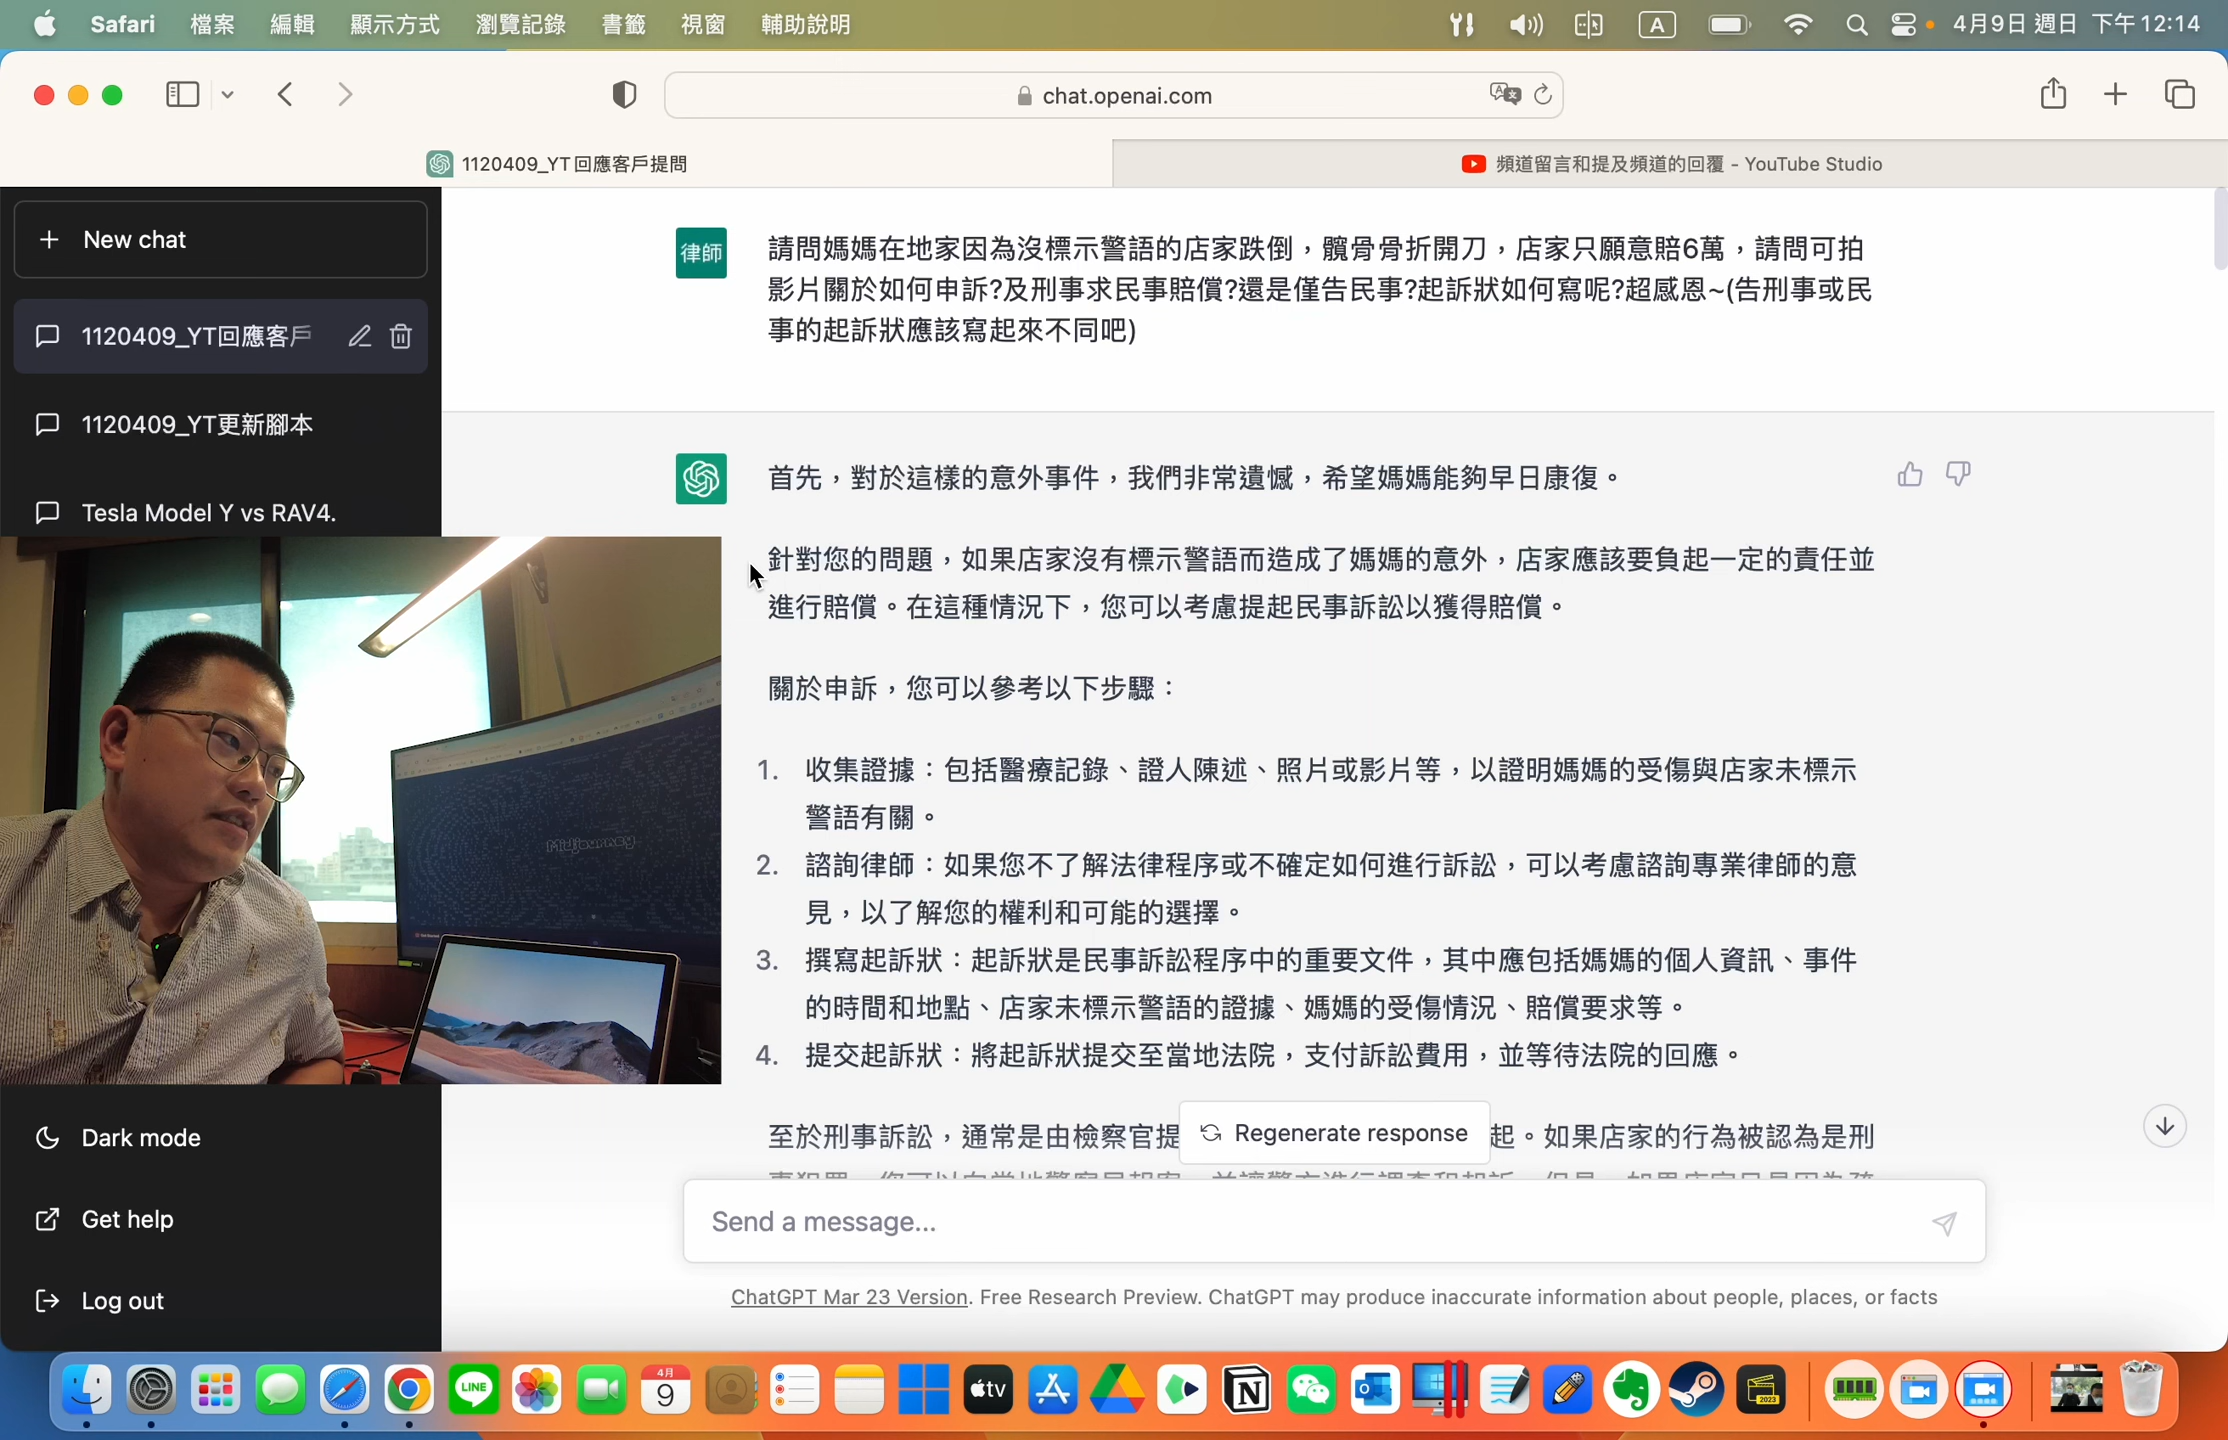 Safari 檔案 編輯 顯示方式 瀏覽記錄 書籤 視窗 輔助說明 A 4月9日 週日 下午12:14
chat.openai.com
1120409_YT回應客戶提問
頻道留言和提及頻道的回覆 - YouTube Studio
New chat
1120409_YT回應客戶
1120409_YT更新腳本
Tesla Model Y vs RAV4.
律師
請問媽媽在地家因為沒標示警語的店家跌倒，髖骨骨折開刀，店家只願意賠6萬，請問可拍
影片關於如何申訴?及刑事求民事賠償?還是僅告民事?起訴狀如何寫呢?超感恩~(告刑事或民
事的起訴狀應該寫起來不同吧)
首先，對於這樣的意外事件，我們非常遺憾，希望媽媽能夠早日康復。
針對您的問題，如果店家沒有標示警語而造成了媽媽的意外，店家應該要負起一定的責任並
進行賠償。在這種情況下，您可以考慮提起民事訴訟以獲得賠償。
關於申訴，您可以參考以下步驟：
1. 收集證據：包括醫療記錄、證人陳述、照片或影片等，以證明媽媽的受傷與店家未標示
警語有關。
2. 諮詢律師：如果您不了解法律程序或不確定如何進行訴訟，可以考慮諮詢專業律師的意
見，以了解您的權利和可能的選擇。
3. 撰寫起訴狀：起訴狀是民事訴訟程序中的重要文件，其中應包括媽媽的個人資訊、事件
的時間和地點、店家未標示警語的證據、媽媽的受傷情況、賠償要求等。
4. 提交起訴狀：將起訴狀提交至當地法院，支付訴訟費用，並等待法院的回應。
至於刑事訴訟，通常是由檢察官提
起。如果店家的行為被認為是刑
Regenerate response
Send a message...
ChatGPT Mar 23 Version. Free Research Preview. ChatGPT may produce inaccurate information about people, places, or facts
Midjourney
Dark mode
Get help
Log out
LINE
4月
9
tv
N
2023